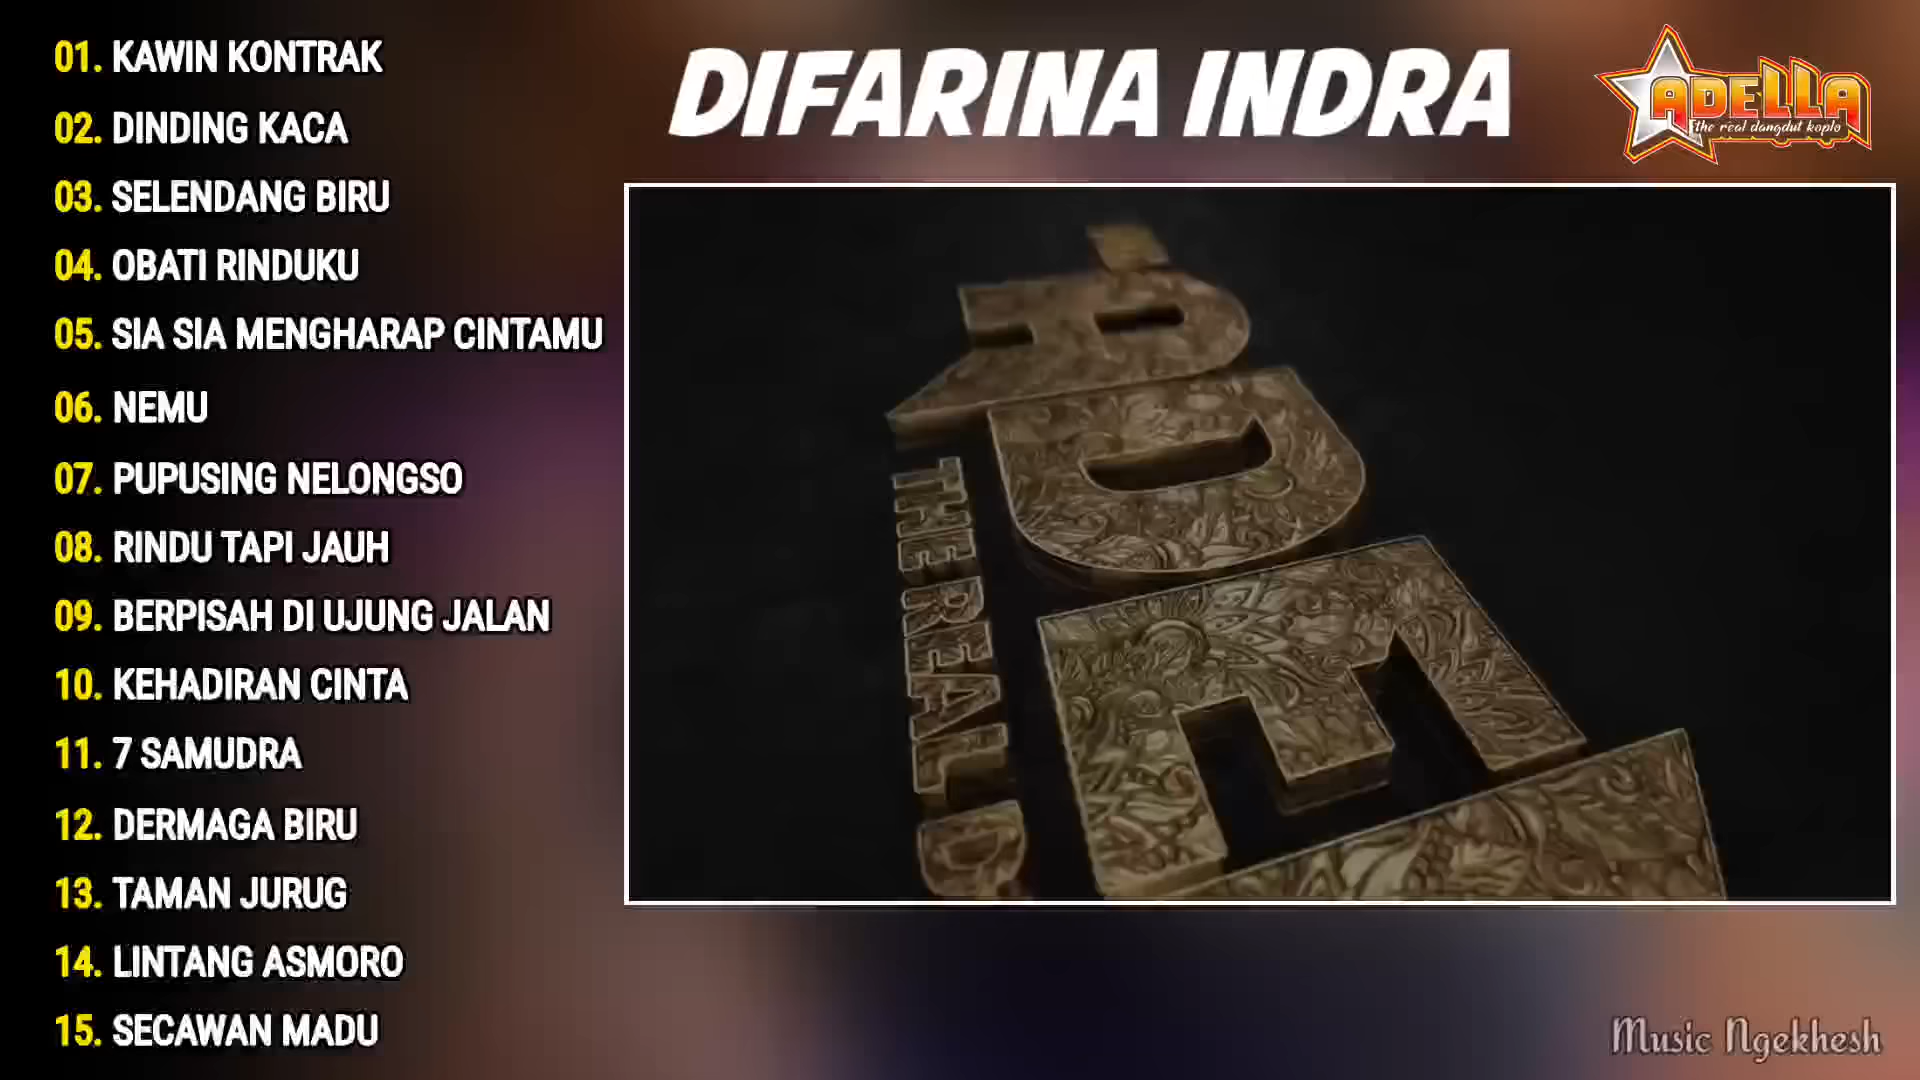 01. KAWIN KONTRAK
02. DINDING KACA
03. SELENDANG BIRU
04. OBATI RINDUKU
05. SIA SIA MENGHARAP CINTAMU
06. NEMU
07. PUPUSING NELONGSO
08. RINDU TAPI JAUH
09. BERPISAH DI UJUNG JALAN
10. KEHADIRAN CINTA
11. 7 SAMUDRA
12. DERMAGA BIRU
13. TAMAN JURUG
14. LINTANG ASMORO
15. SECAWAN MADU
DIFARINA INDRA
ADELLA
the real dangdut koplo
ADE
THE REAL D
Music Ngekhesh